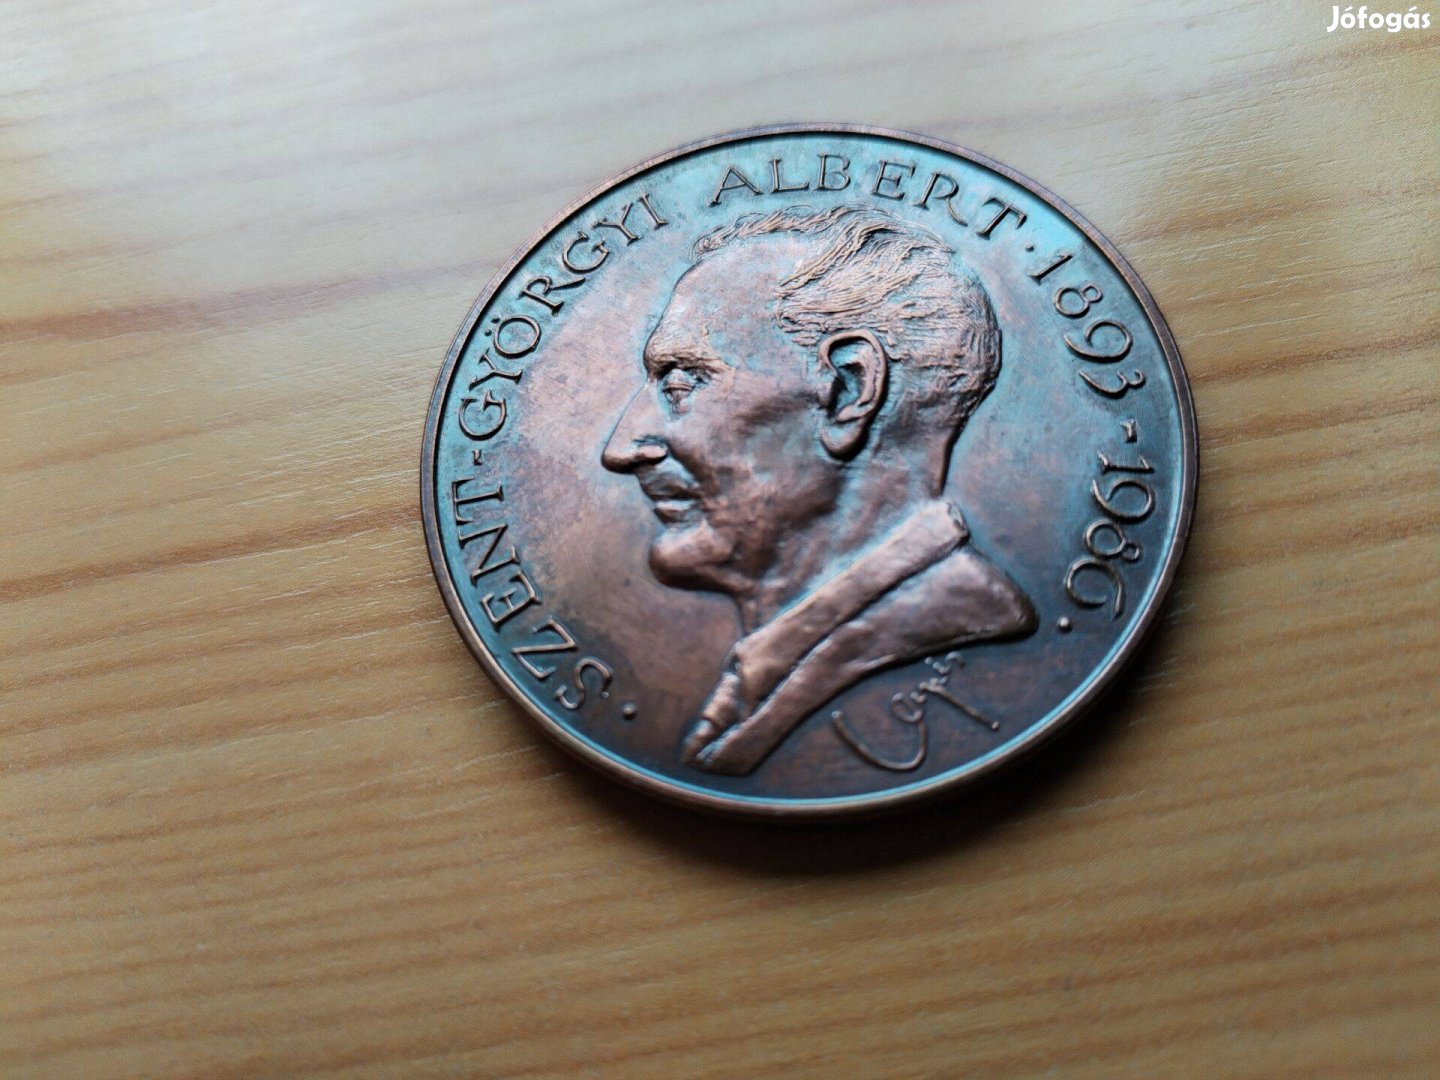 Jófogás
· SZENT-GYÖRGYI ALBERT · 1893-1986 ·